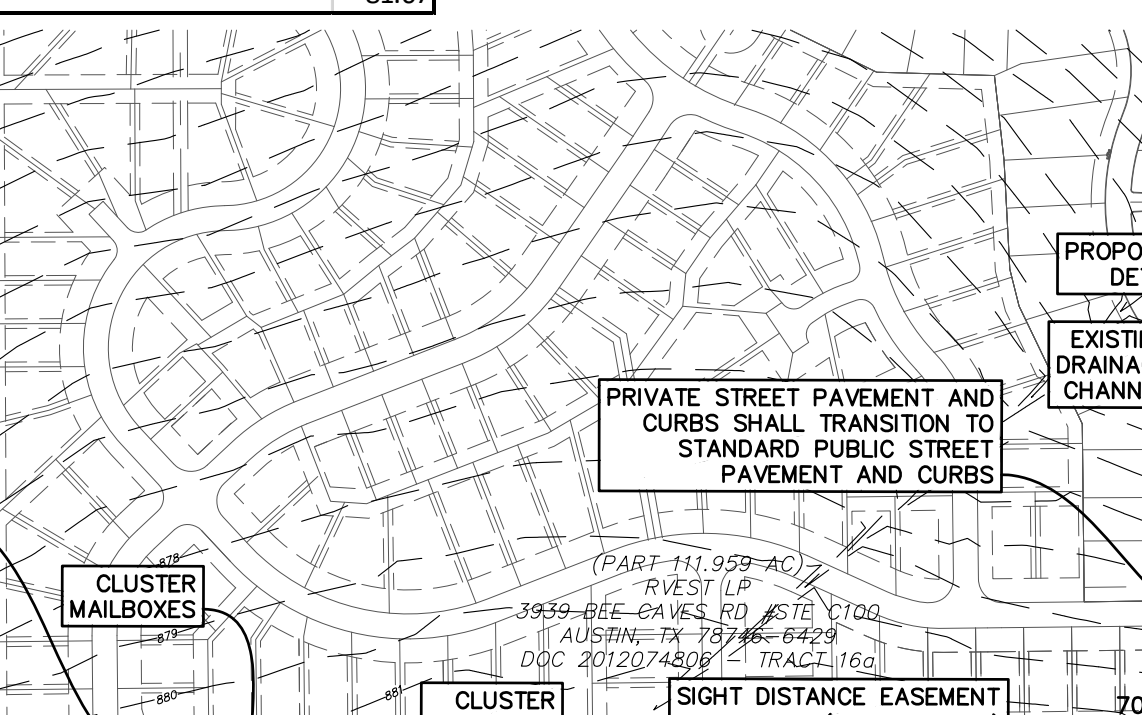 PRIVATE STREET PAVEMENT AND
CURBS SHALL TRANSITION TO
STANDARD PUBLIC STREET
PAVEMENT AND CURBS
EXISTI
DRAINA
CHANN
PROPO
DE
(PART 111.959 AC)
RVEST LP
3939 BEE CAVES RD #STE C100
AUSTIN, TX 78746-6429
DOC 2012074806 - TRACT 16a
CLUSTER
MAILBOXES
878
879
880
881
CLUSTER
SIGHT DISTANCE EASEMENT
70